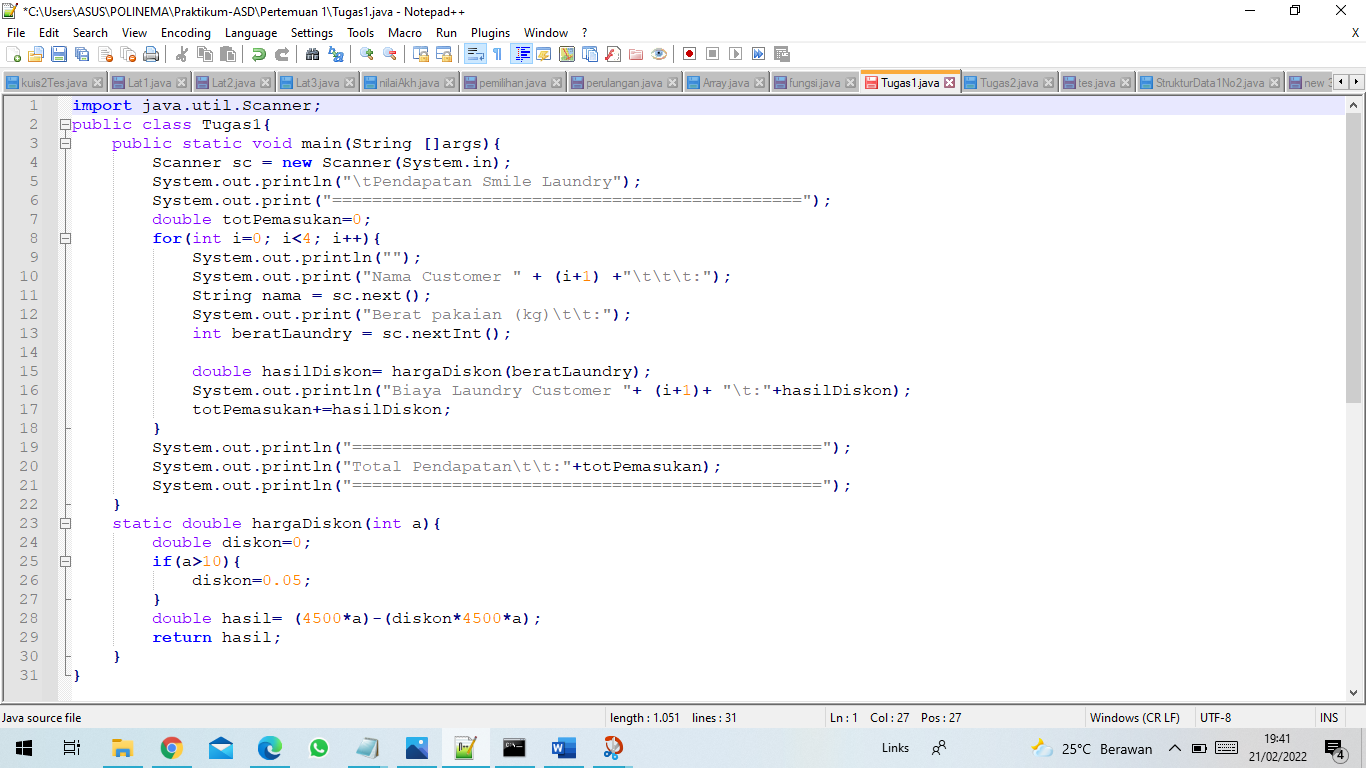 *C:\Users\ASUS\POLINEMA\Praktikum-ASD\Pertemuan 1\Tugas1.java - Notepad++
File Edit Search View Encoding Language Settings Tools Macro Run Plugins Window ? X
kuis2Tes.java Lat1.java Lat2.java Lat3.java nilaiAkh.java pemilihan.java perulangan.java Array.java fungsi.java Tugas1.java Tugas2.java tes.java StrukturData1No2.java new 3
1 import java.util.Scanner;
2 public class Tugas1{
3     public static void main(String []args){
4         Scanner sc = new Scanner(System.in);
5         System.out.println("\tPendapatan Smile Laundry");
6         System.out.print("===============================================");
7         double totPemasukan=0;
8         for(int i=0; i<4; i++){
9             System.out.println("");
10             System.out.print("Nama Customer " + (i+1) +"\t\t\t:");
11             String nama = sc.next();
12             System.out.print("Berat pakaian (kg)\t\t:");
13             int beratLaundry = sc.nextInt();
14
15             double hasilDiskon= hargaDiskon(beratLaundry);
16             System.out.println("Biaya Laundry Customer "+ (i+1)+ "\t:"+hasilDiskon);
17             totPemasukan+=hasilDiskon;
18         }
19         System.out.println("===============================================");
20         System.out.println("Total Pendapatan\t\t:"+totPemasukan);
21         System.out.println("===============================================");
22     }
23     static double hargaDiskon(int a){
24         double diskon=0;
25         if(a>10){
26             diskon=0.05;
27         }
28         double hasil= (4500*a)-(diskon*4500*a);
29         return hasil;
30     }
31 }
Java source file length : 1.051 lines : 31 Ln : 1 Col : 27 Pos : 27 Windows (CR LF) UTF-8 INS
Links 25°C Berawan 19:41
21/02/2022 4